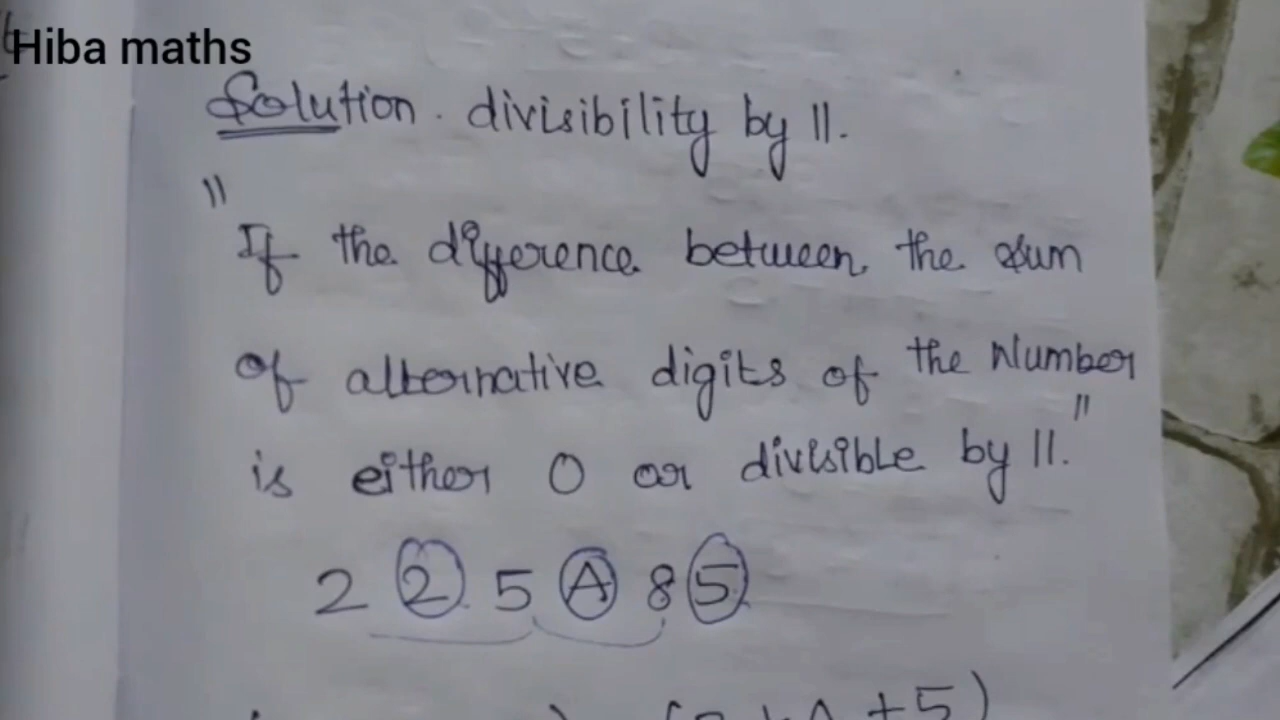 Hiba maths
Solution. divisibility by 11.
"If the difference between the sum
of alternative digits of the Number
is either 0 or divisible by 11."
2 2 5 A 8 5
+5)